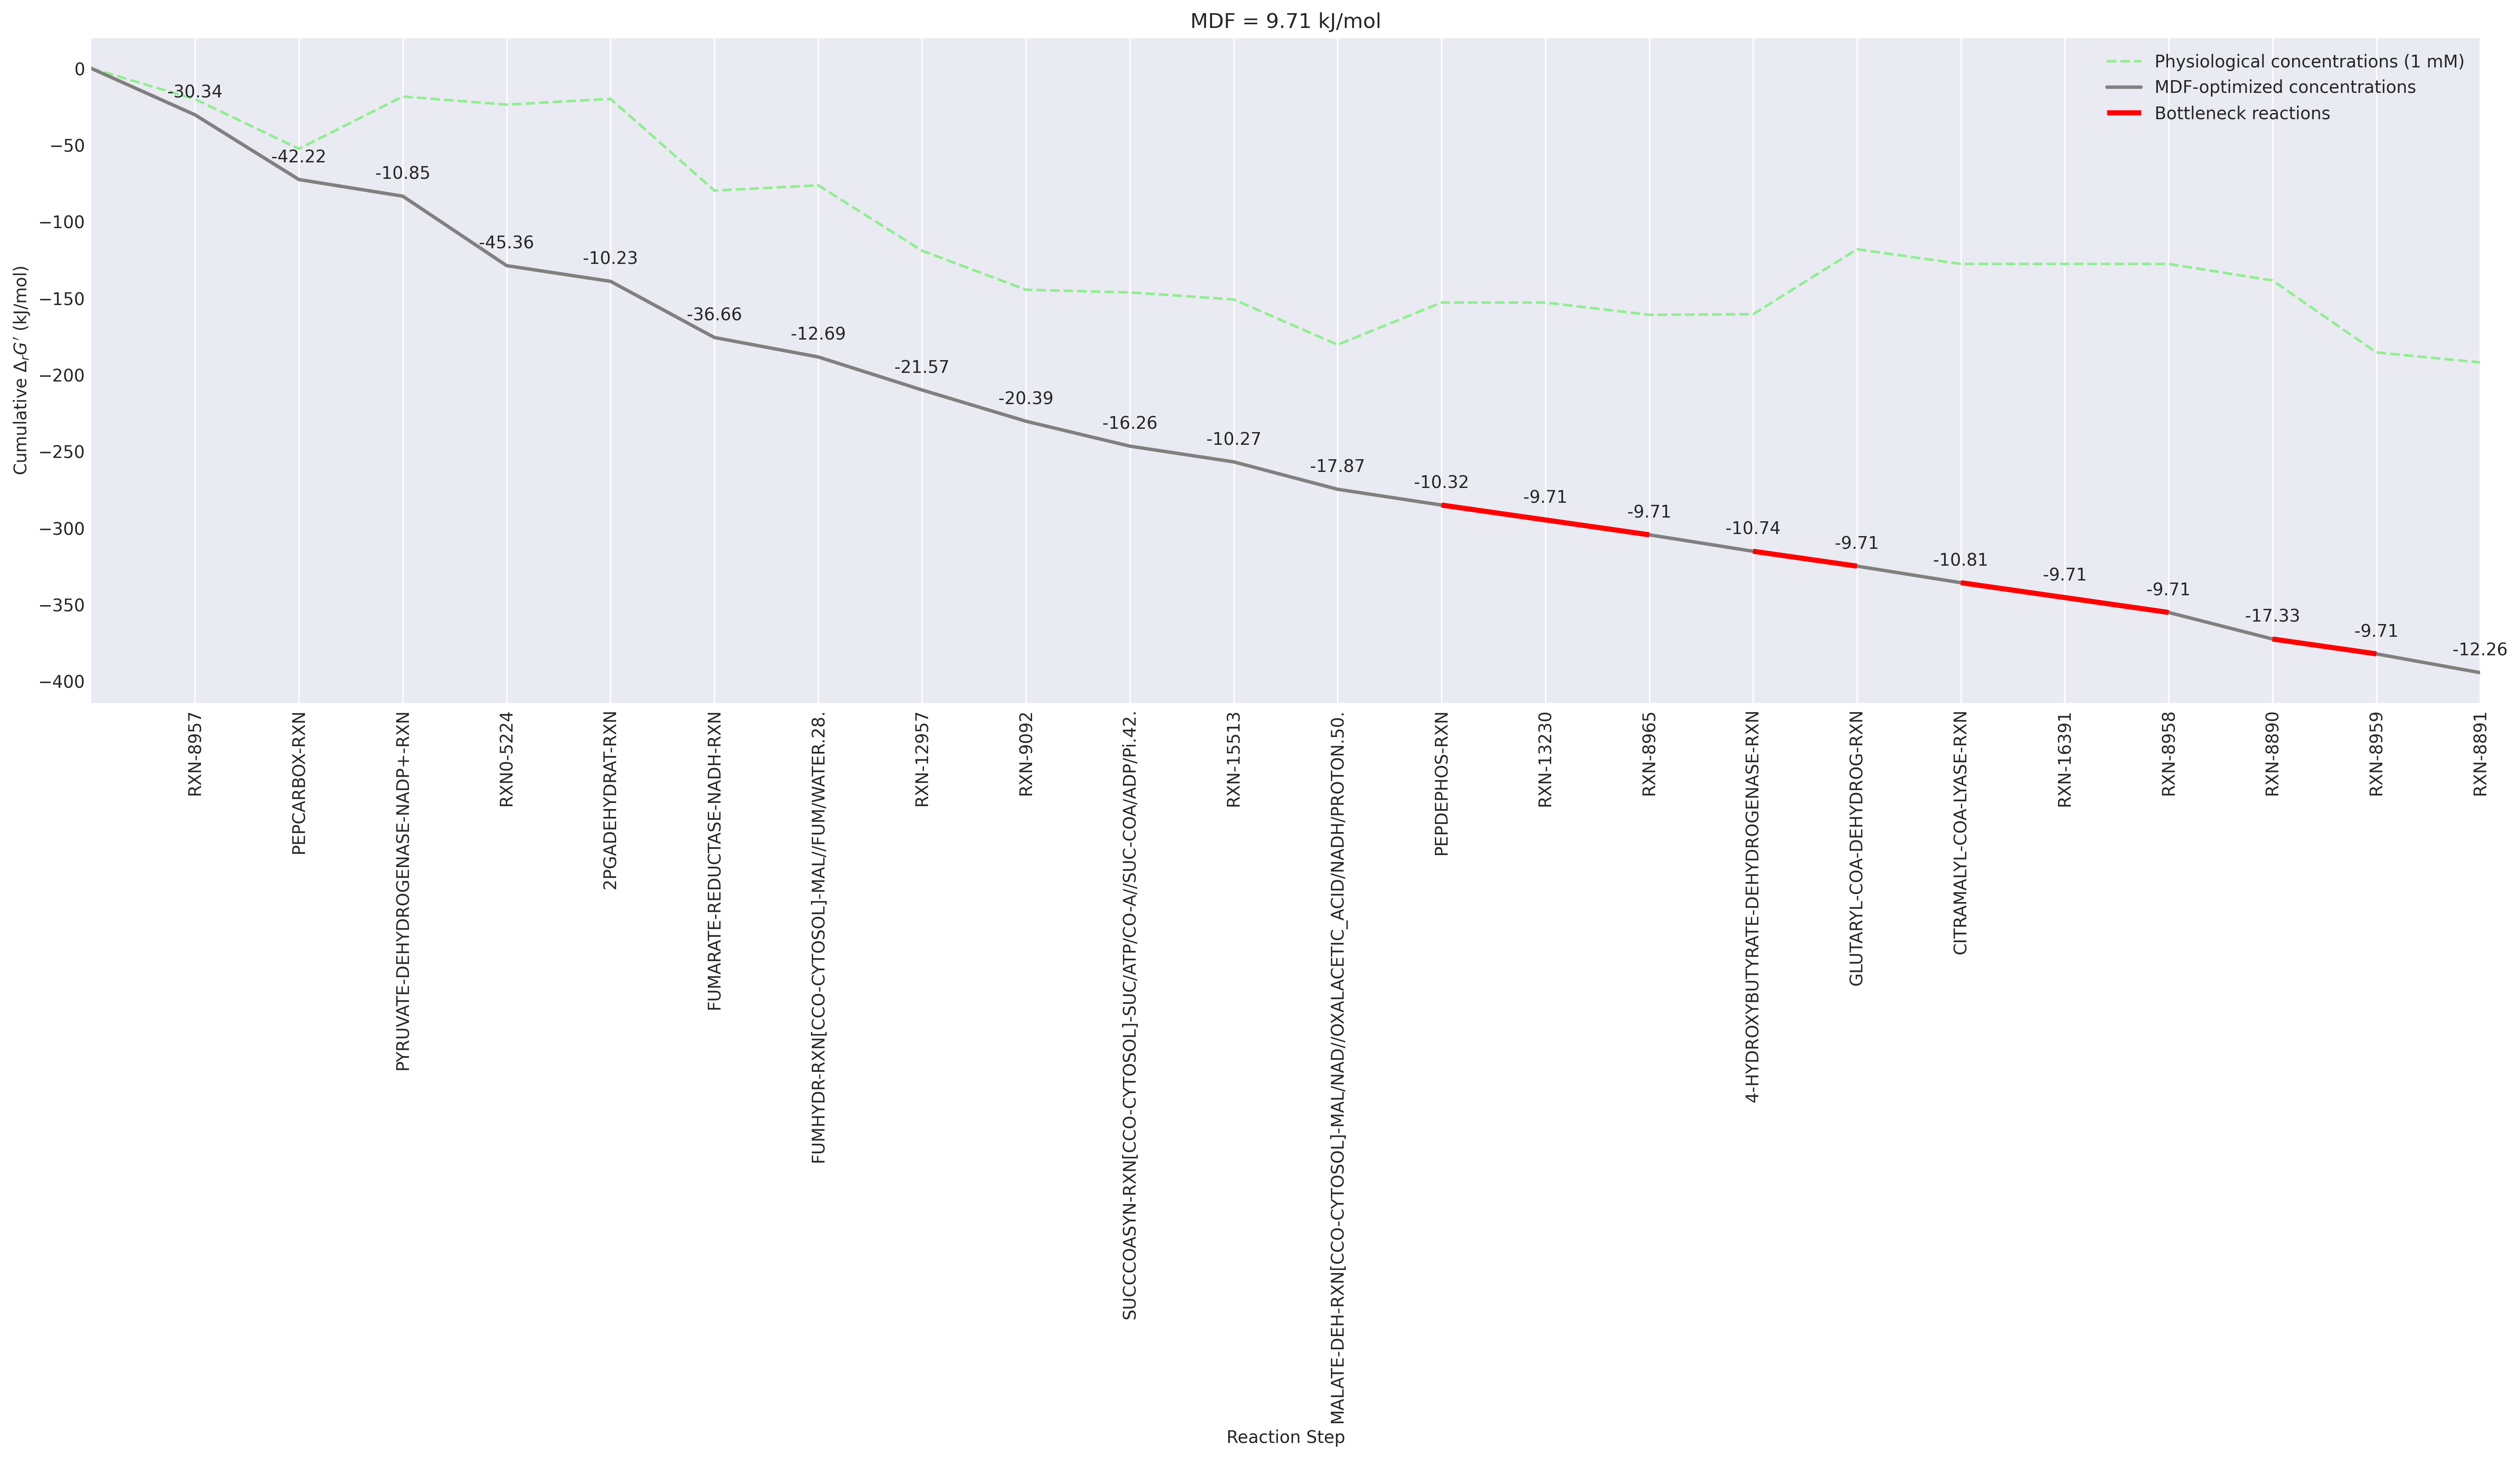 MDF = 9.71 kJ/mol
Physiological concentrations (1 mM)
MDF-optimized concentrations
Bottleneck reactions
Cumulative ΔrG′ (kJ/mol)
0
−50
−100
−150
−200
−250
−300
−350
−400
-30.34
-42.22
-10.85
-45.36
-10.23
-36.66
-12.69
-21.57
-20.39
-16.26
-10.27
-17.87
-10.32
-9.71
-9.71
-10.74
-9.71
-10.81
-9.71
-9.71
-17.33
-9.71
-12.26
RXN-8957
PEPCARBOX-RXN
PYRUVATE-DEHYDROGENASE-NADP+-RXN
RXN0-5224
2PGADEHYDRAT-RXN
FUMARATE-REDUCTASE-NADH-RXN
FUMHYDR-RXN[CCO-CYTOSOL]-MAL//FUM/WATER.28.
RXN-12957
RXN-9092
SUCCCOASYN-RXN[CCO-CYTOSOL]-SUC/ATP/CO-A//SUC-COA/ADP/Pi.42.
RXN-15513
MALATE-DEH-RXN[CCO-CYTOSOL]-MAL/NAD//OXALACETIC_ACID/NADH/PROTON.50.
PEPDEPHOS-RXN
RXN-13230
RXN-8965
4-HYDROXYBUTYRATE-DEHYDROGENASE-RXN
GLUTARYL-COA-DEHYDROG-RXN
CITRAMALYL-COA-LYASE-RXN
RXN-16391
RXN-8958
RXN-8890
RXN-8959
RXN-8891
Reaction Step